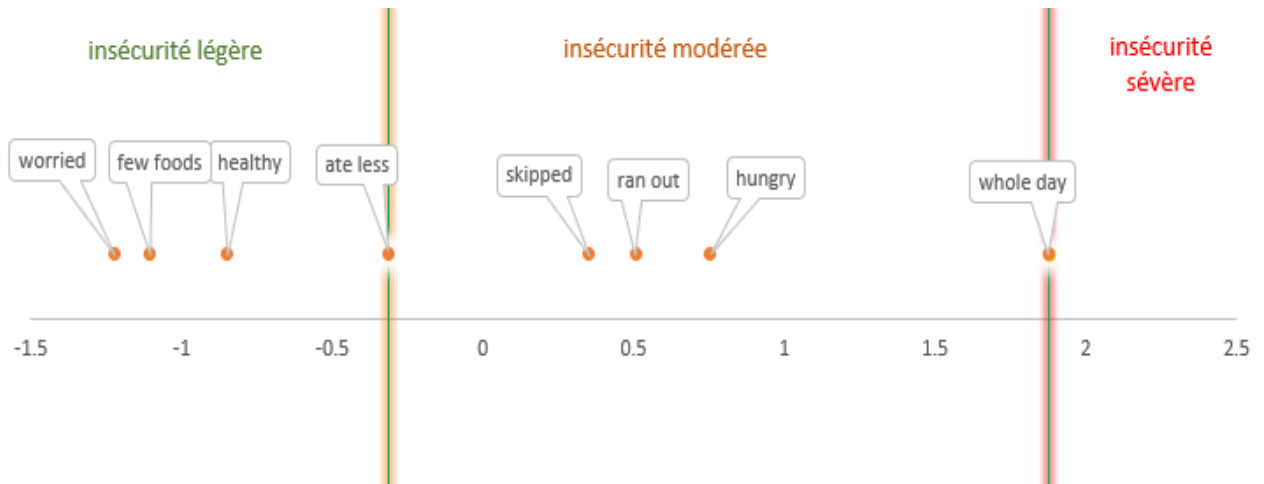 insécurité légère
insécurité modérée
insécurité
sévère
worried
few foods
healthy
ate less
skipped
ran out
hungry
whole day
-1.5
-1
-0.5
0
0.5
1
1.5
2
2.5